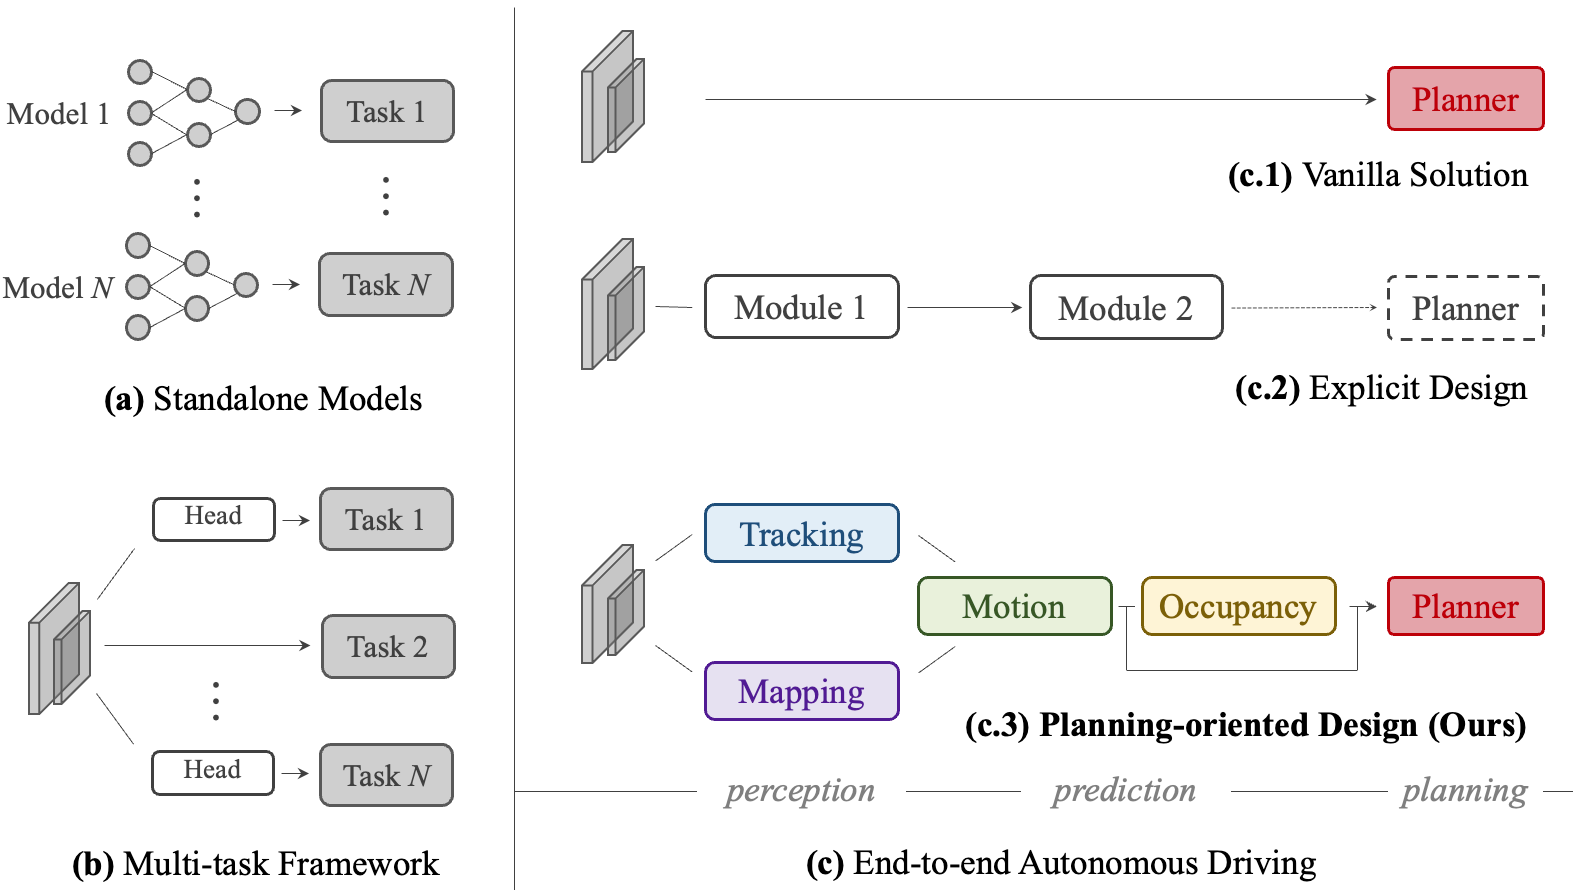 Model 1
Task 1
Model N
Task N
(a) Standalone Models
Head
Task 1
Task 2
Head
Task N
(b) Multi-task Framework
Planner
(c.1) Vanilla Solution
Module 1
Module 2
Planner
(c.2) Explicit Design
Tracking
Motion
Occupancy
Planner
Mapping
(c.3) Planning-oriented Design (Ours)
perception
prediction
planning
(c) End-to-end Autonomous Driving